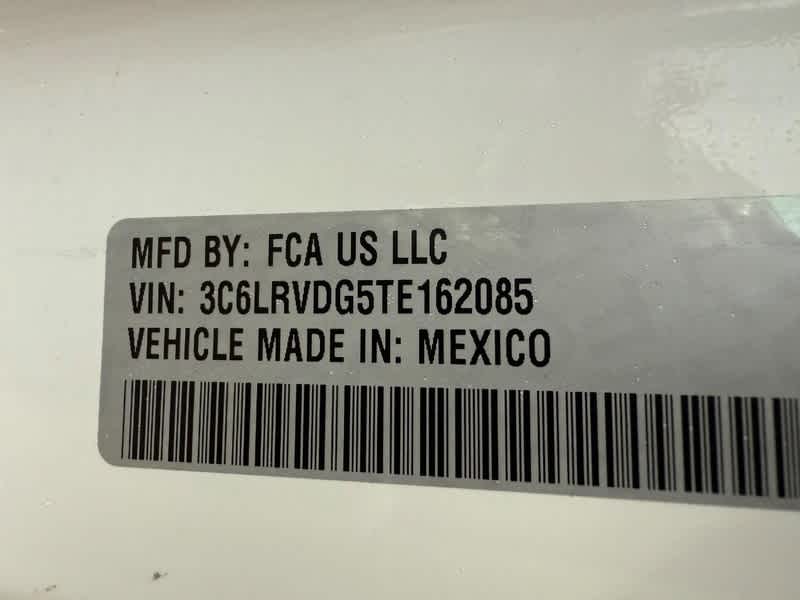 MFD BY: FCA US LLC
VIN: 3C6LRVDG5TE162085
VEHICLE MADE IN: MEXICO